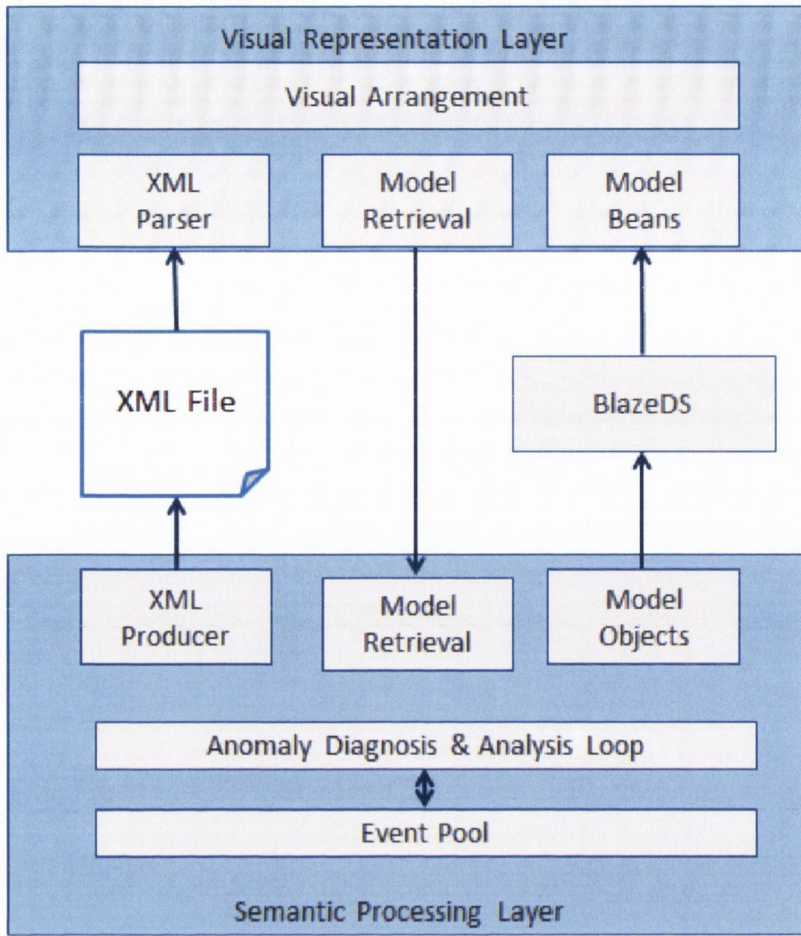 Visual Representation Layer
Visual Arrangement
XML
Parser
Model
Retrieval
Model
Beans
XML File
BlazeDS
XML
Producer
Model
Retrieval
Model
Objects
Anomaly Diagnosis & Analysis Loop
Event Pool
Semantic Processing Layer